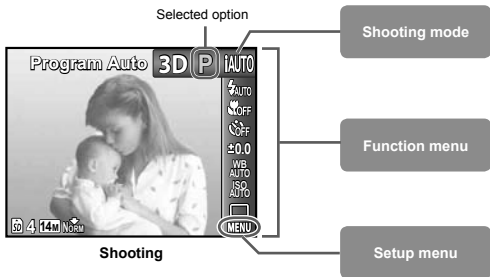 Selected option
Shooting mode
Program Auto 3D P iAUTO
AUTO
OFF
OFF
Function menu
±0.0
WB
AUTO
ISO
AUTO
4 14M NORM
MENU
Shooting
Setup menu